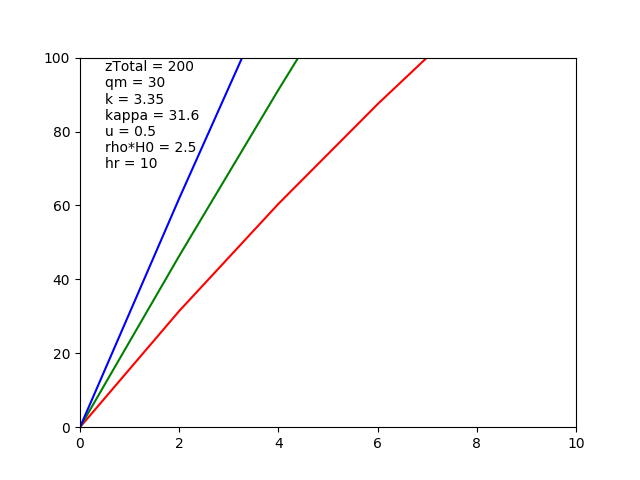 100
80
60
40
20
0
zTotal = 200
qm = 30
k = 3.35
kappa = 31.6
u = 0.5
rho*H0 = 2.5
hr = 10
0 2 4 6 8 10